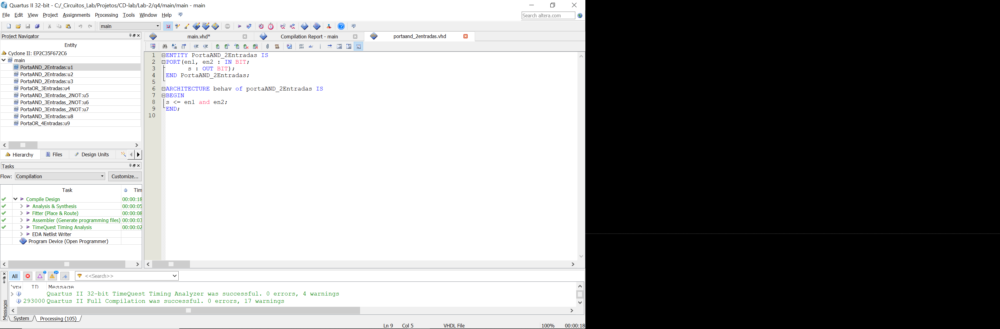 Quartus II 32-bit - C:/_Circuitos_Lab/Projetos/CD-lab/Lab-2/q4/main/main - main
File Edit View Project Assignments Processing Tools Window Help
Search altera.com
main
Project Navigator
main.vhd*
Compilation Report - main
portaand_2entradas.vhd
Entity
Cyclone II: EP2C35F672C6
main
PortaAND_2Entradas:u1
PortaAND_2Entradas:u2
PortaAND_2Entradas:u3
PortaOR_3Entradas:u4
PortaAND_3Entradas_2NOT:u5
PortaAND_3Entradas_2NOT:u6
PortaAND_3Entradas_2NOT:u7
PortaAND_3Entradas:u8
PortaOR_4Entradas:u9
Hierarchy Files Design Units
267
268
ab/
1 ENTITY PortaAND_2Entradas IS
2 PORT(en1, en2 : IN BIT;
3 s : OUT BIT);
4 END PortaAND_2Entradas;
5
6 ARCHITECTURE behav of portaAND_2Entradas IS
7 BEGIN
8 s <= en1 and en2;
9 END;
10
Tasks
Flow: Compilation Customize...
Task Tim
Compile Design 00:00:18
Analysis & Synthesis 00:00:05
Fitter (Place & Route) 00:00:08
Assembler (Generate programming files) 00:00:03
TimeQuest Timing Analysis 00:00:02
EDA Netlist Writer
Program Device (Open Programmer)
All 3 14 <<Search>>
Type ID Message
Quartus II 32-bit TimeQuest Timing Analyzer was successful. 0 errors, 4 warnings
293000 Quartus II Full Compilation was successful. 0 errors, 17 warnings
Messages
System Processing (105)
Ln 9 Col 5 VHDL File 100% 00:00:18